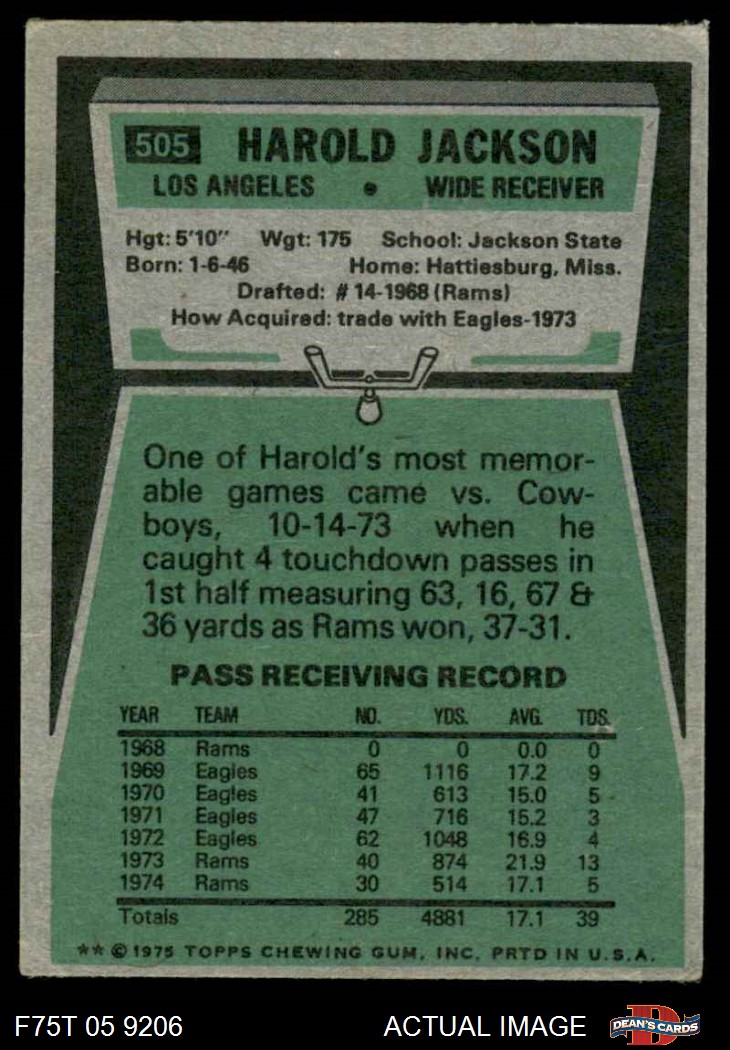 505 HAROLD JACKSON
LOS ANGELES • WIDE RECEIVER
Hgt: 5'10" Wgt: 175 School: Jackson State
Born: 1-6-46 Home: Hattiesburg, Miss.
Drafted: #14-1968 (Rams)
How Acquired: trade with Eagles-1973
One of Harold's most memor-
able games came vs. Cow-
boys, 10-14-73 when he
caught 4 touchdown passes in
1st half measuring 63, 16, 67 &
36 yards as Rams won, 37-31.
PASS RECEIVING RECORD
YEAR TEAM NO. YDS. AVG. TDS.
1968 Rams 0 0 0.0 0
1969 Eagles 65 1116 17.2 9
1970 Eagles 41 613 15.0 5
1971 Eagles 47 716 15.2 3
1972 Eagles 62 1048 16.9 4
1973 Rams 40 874 21.9 13
1974 Rams 30 514 17.1 5
Totals 285 4881 17.1 39
** © 1975 TOPPS CHEWING GUM, INC. PRTD IN U.S.A.
F75T 05 9206 ACTUAL IMAGE D DEAN'S CARDS